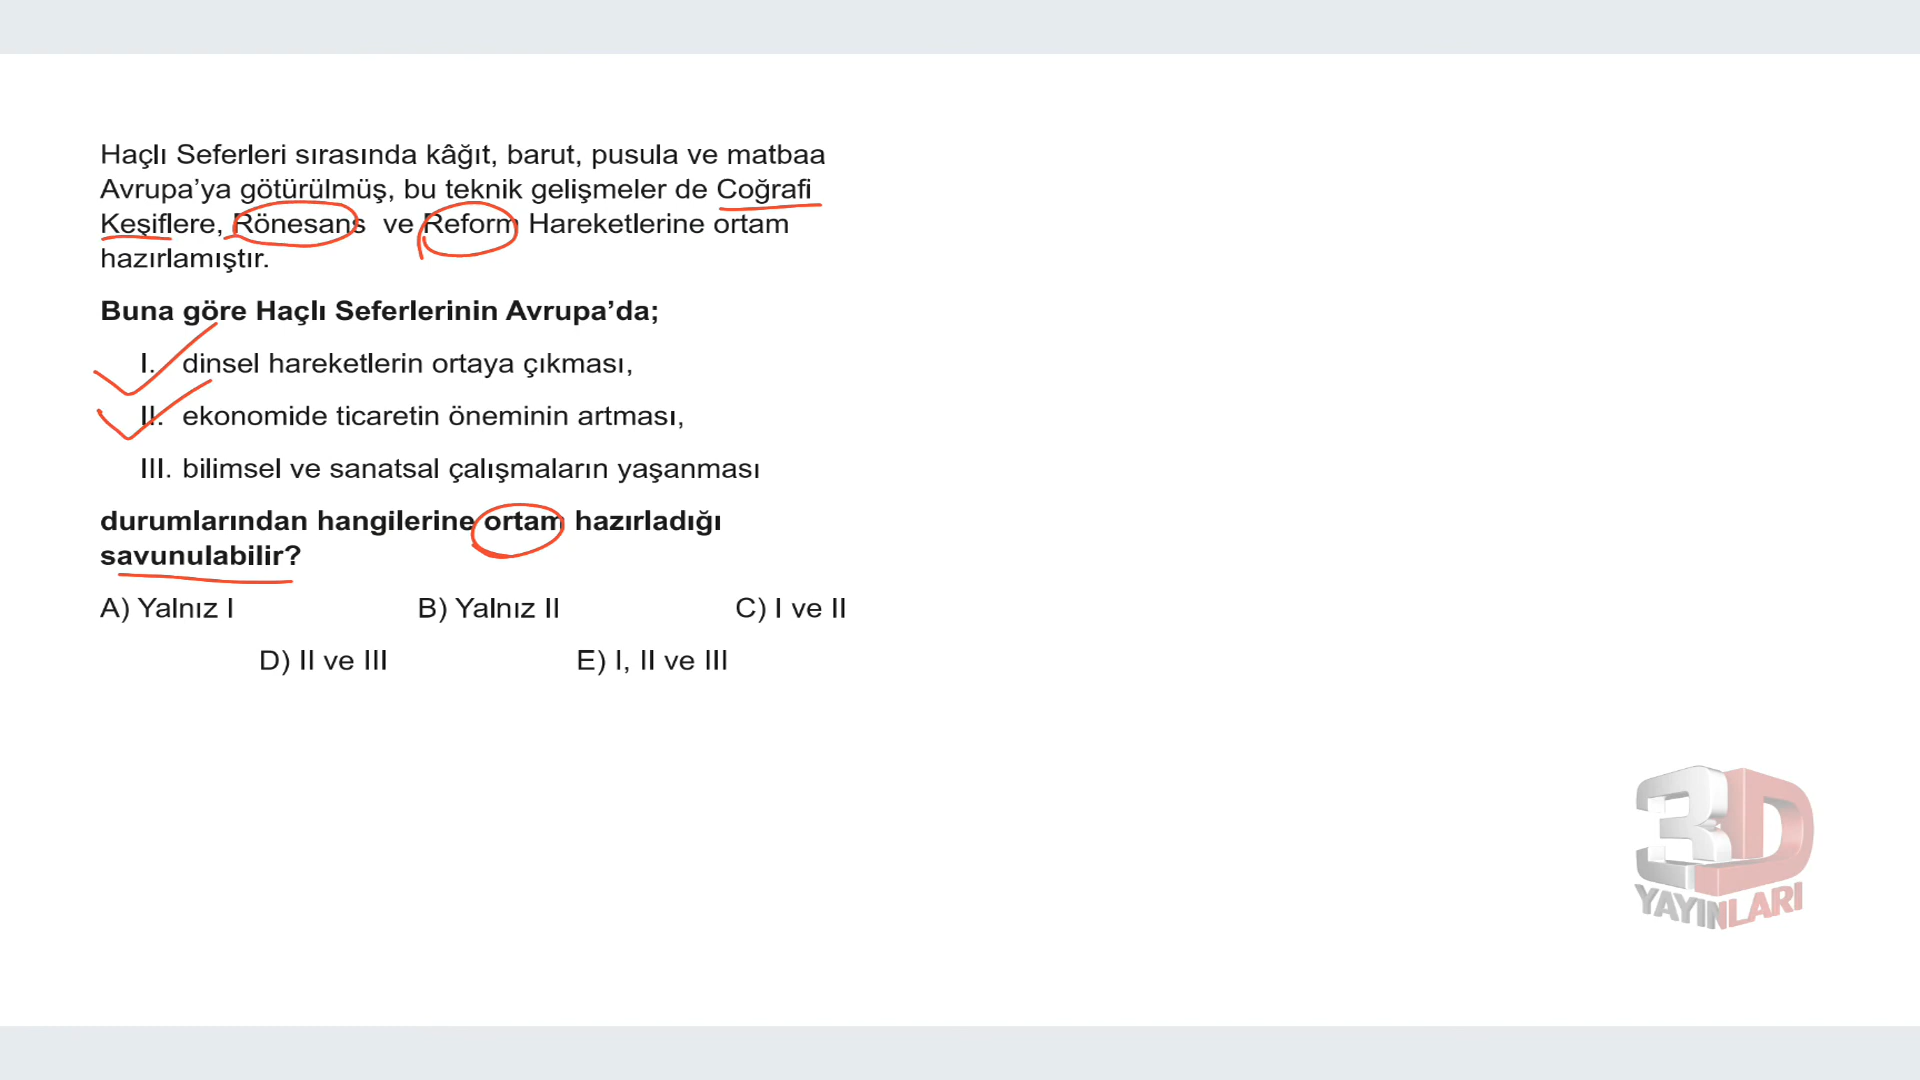 Haçlı Seferleri sırasında kâğıt, barut, pusula ve matbaa
Avrupa’ya götürülmüş, bu teknik gelişmeler de Coğrafi
Keşiflere, Rönesans ve Reform Hareketlerine ortam
hazırlamıştır.
Buna göre Haçlı Seferlerinin Avrupa’da;
I. dinsel hareketlerin ortaya çıkması,
II. ekonomide ticaretin öneminin artması,
III. bilimsel ve sanatsal çalışmaların yaşanması
durumlarından hangilerine ortam hazırladığı
savunulabilir?
A) Yalnız I B) Yalnız II C) I ve II
D) II ve III E) I, II ve III
3D
YAYINLARI